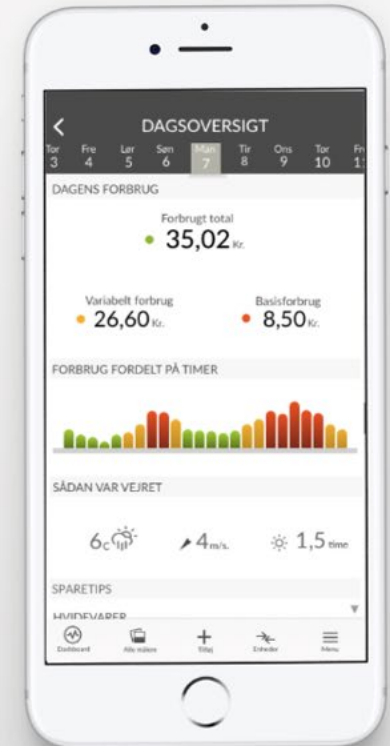 DAGSOVERSIGT
Tor Fre Lør Søn Man Tir Ons Tor Fr
3 4 5 6 7 8 9 10 11
DAGENS FORBRUG
Forbrugt total
35,02 Kr.
Variabelt forbrug Basisforbrug
26,60 Kr. 8,50 Kr.
FORBRUG FORDELT PÅ TIMER
SÅDAN VAR VEJRET
6c 4 m/s. 1,5 time
SPARETIPS
HVIDEVARER
Dashboard Alle målere Tilføj Enheder Menu